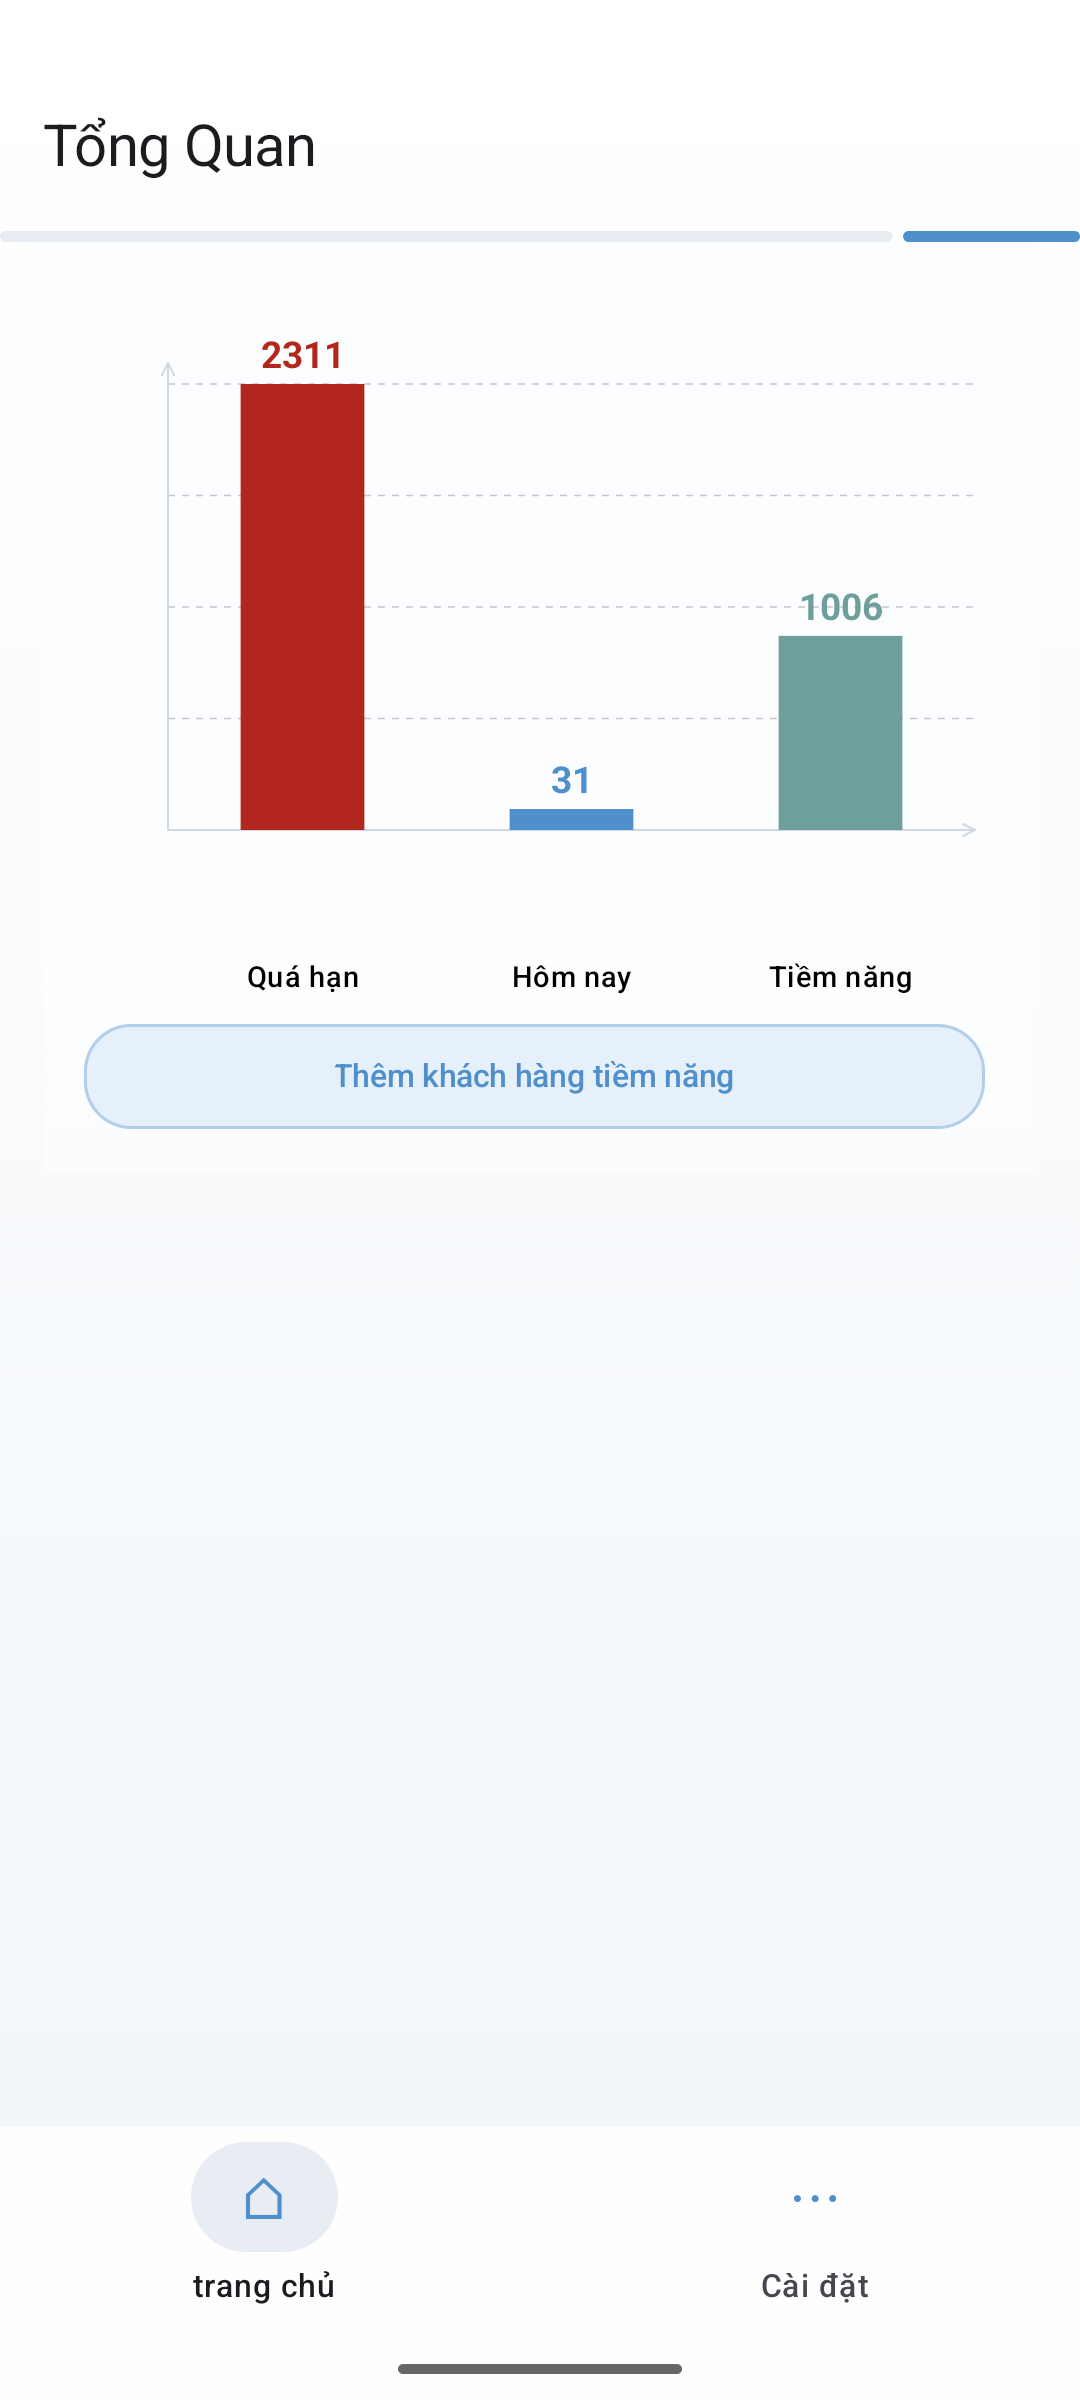 Tổng Quan
2311
1006
31
Quá hạn
Hôm nay
Tiềm năng
Thêm khách hàng tiềm năng
trang chủ
Cài đặt